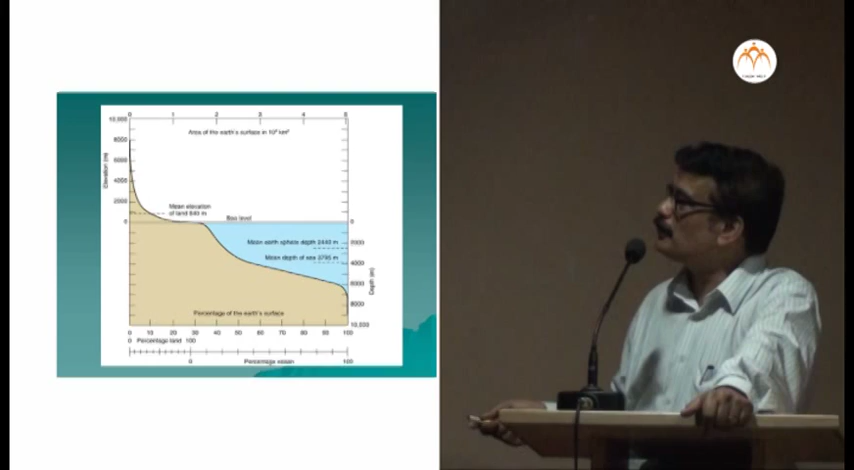 0 1 2 3 4 5
Area of the earth's surface in 10⁸ km²
10,000
8000
6000
4000
2000
0
Elevation (m)
Mean elevation
of land 840 m
Sea level
Mean earth sphere depth 2440 m
Mean depth of sea 3795 m
0
2000
4000
6000
8000
10,000
Depth (m)
Percentage of the earth's surface
0 10 20 30 40 50 60 70 80 90 100
0 Percentage land 100
0 Percentage ocean 100